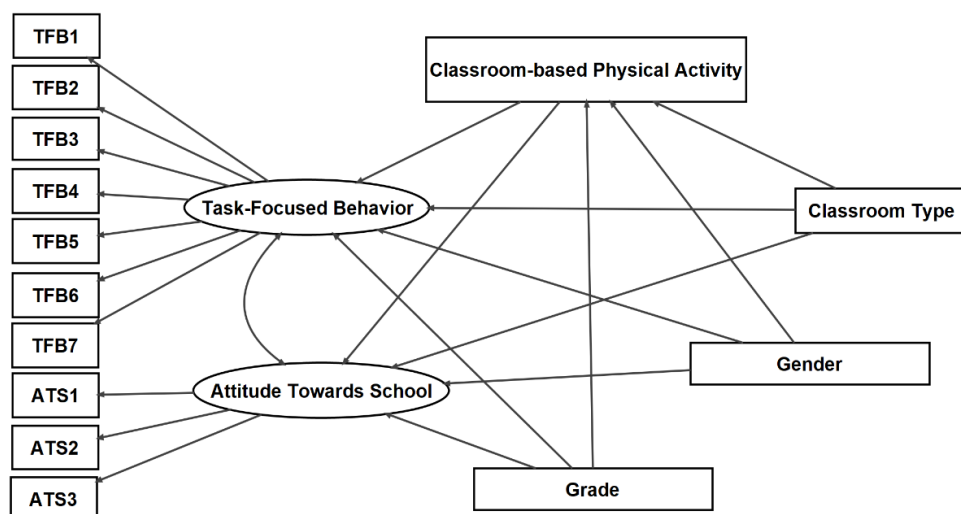 TFB1
TFB2
TFB3
TFB4
TFB5
TFB6
TFB7
ATS1
ATS2
ATS3
Task-Focused Behavior
Attitude Towards School
Classroom-based Physical Activity
Classroom Type
Gender
Grade